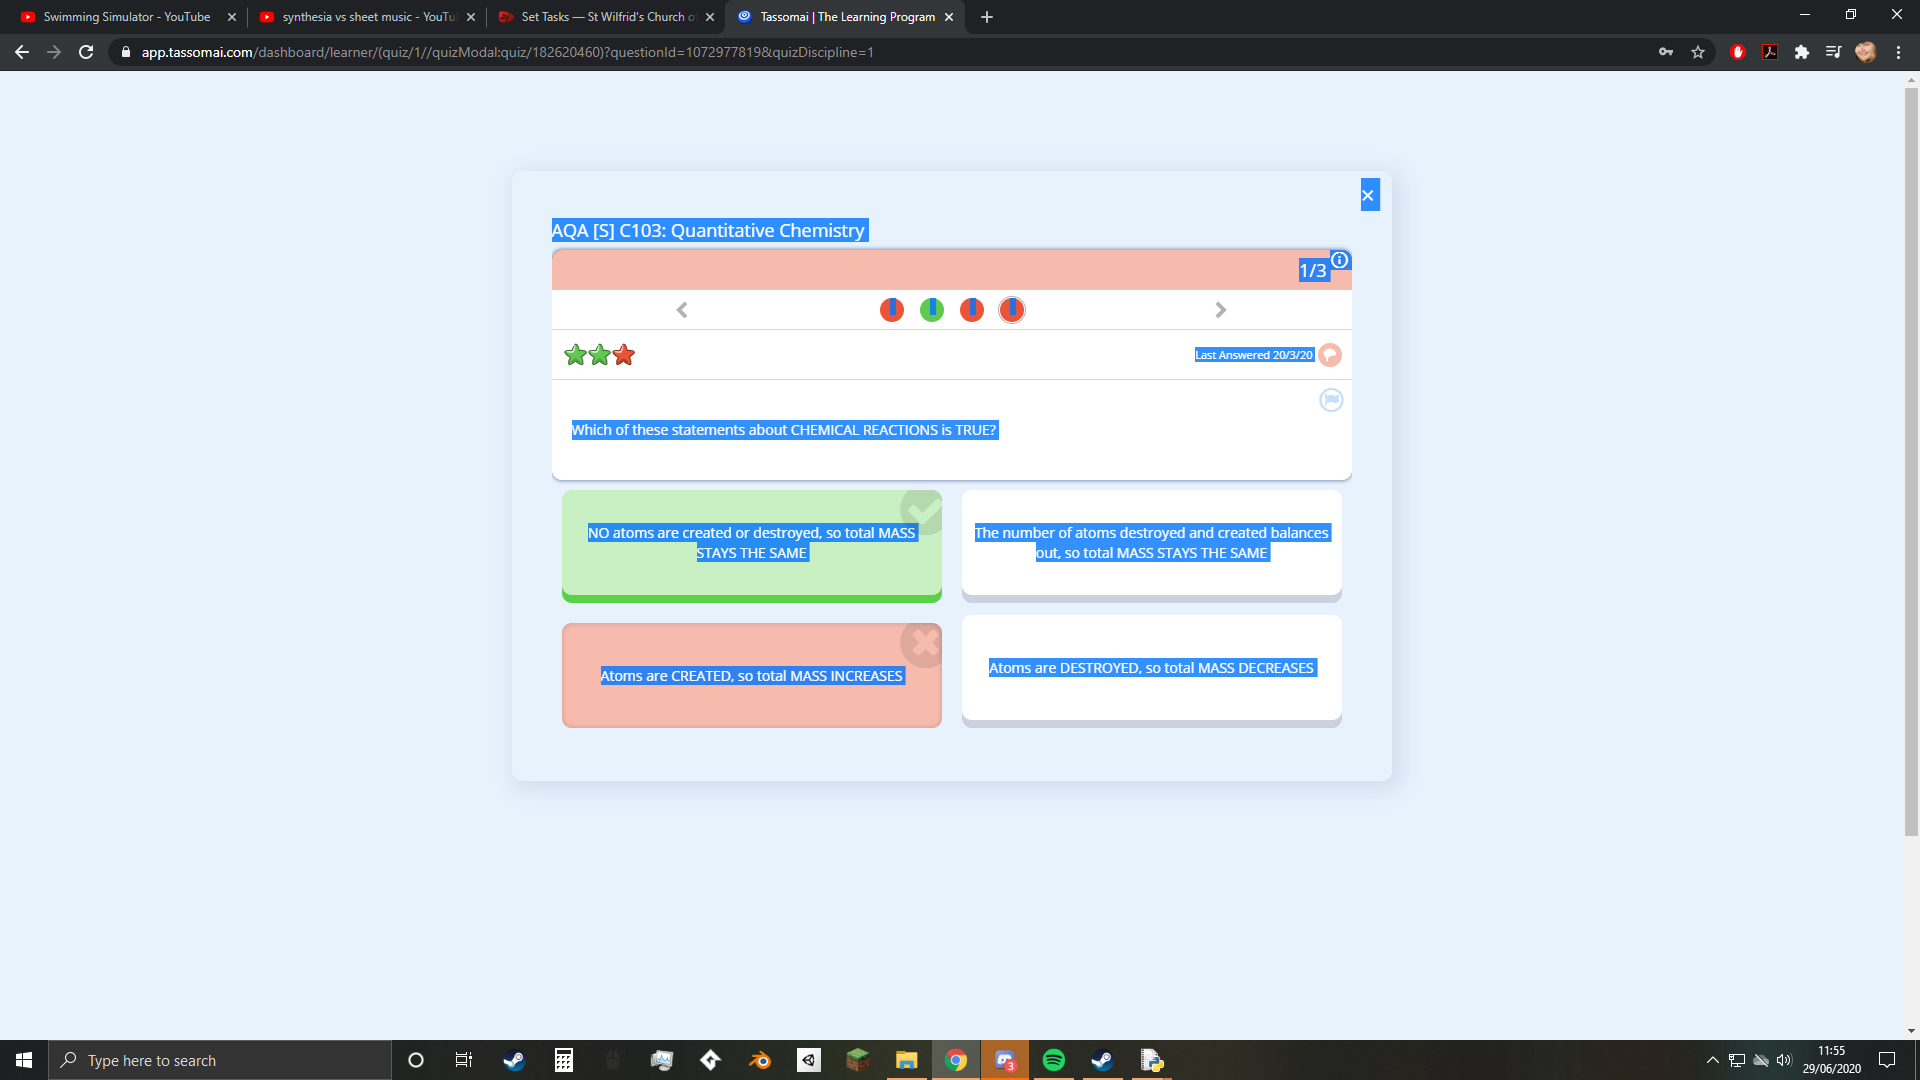 Swimming Simulator - YouTube
synthesia vs sheet music - YouTu
Set Tasks — St Wilfrid's Church o
Tassomai | The Learning Program
app.tassomai.com/dashboard/learner/(quiz/1//quizModal:quiz/182620460)?questionId=1072977819&quizDiscipline=1
AQA [S] C103: Quantitative Chemistry
1/3
Last Answered 20/3/20
Which of these statements about CHEMICAL REACTIONS is TRUE?
NO atoms are created or destroyed, so total MASS
STAYS THE SAME
The number of atoms destroyed and created balances
out, so total MASS STAYS THE SAME
Atoms are CREATED, so total MASS INCREASES
Atoms are DESTROYED, so total MASS DECREASES
Type here to search
3
11:55
29/06/2020